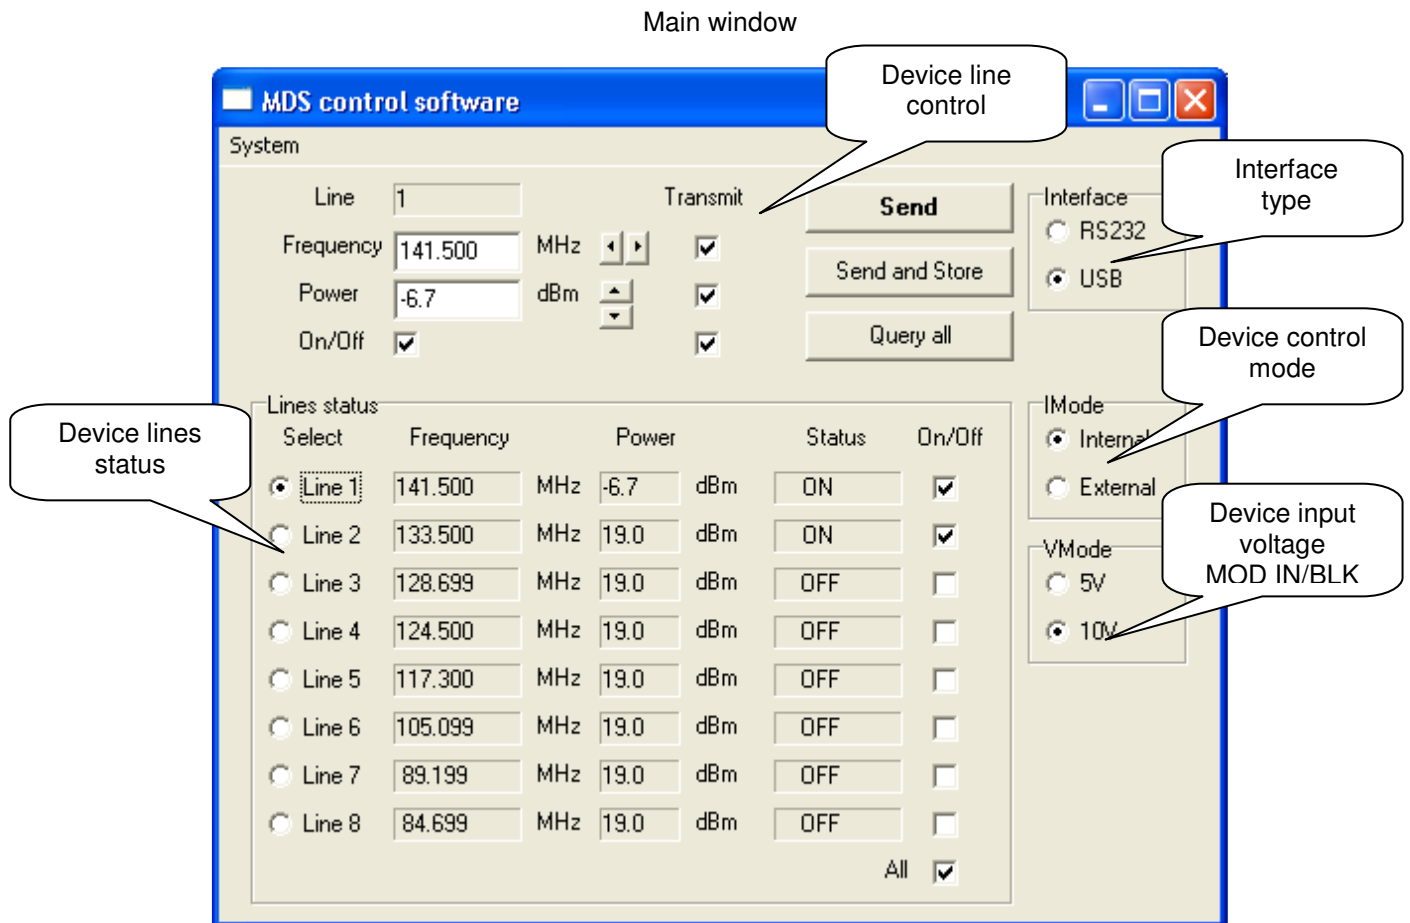 Main window
Device line
control
MDS control software
System
Interface
type
Line 1 Transmit Send Interface
Frequency 141.500 MHz RS232
Send and Store
Power -6.7 dBm USB
On/Off Query all
Device control
mode
Device lines
status
Lines status IMode
Select Frequency Power Status On/Off Internal
Line 1 141.500 MHz -6.7 dBm ON External
Device input
voltage
MOD IN/BLK
Line 2 133.500 MHz 19.0 dBm ON VMode
Line 3 128.699 MHz 19.0 dBm OFF 5V
Line 4 124.500 MHz 19.0 dBm OFF 10V
Line 5 117.300 MHz 19.0 dBm OFF
Line 6 105.099 MHz 19.0 dBm OFF
Line 7 89.199 MHz 19.0 dBm OFF
Line 8 84.699 MHz 19.0 dBm OFF
All